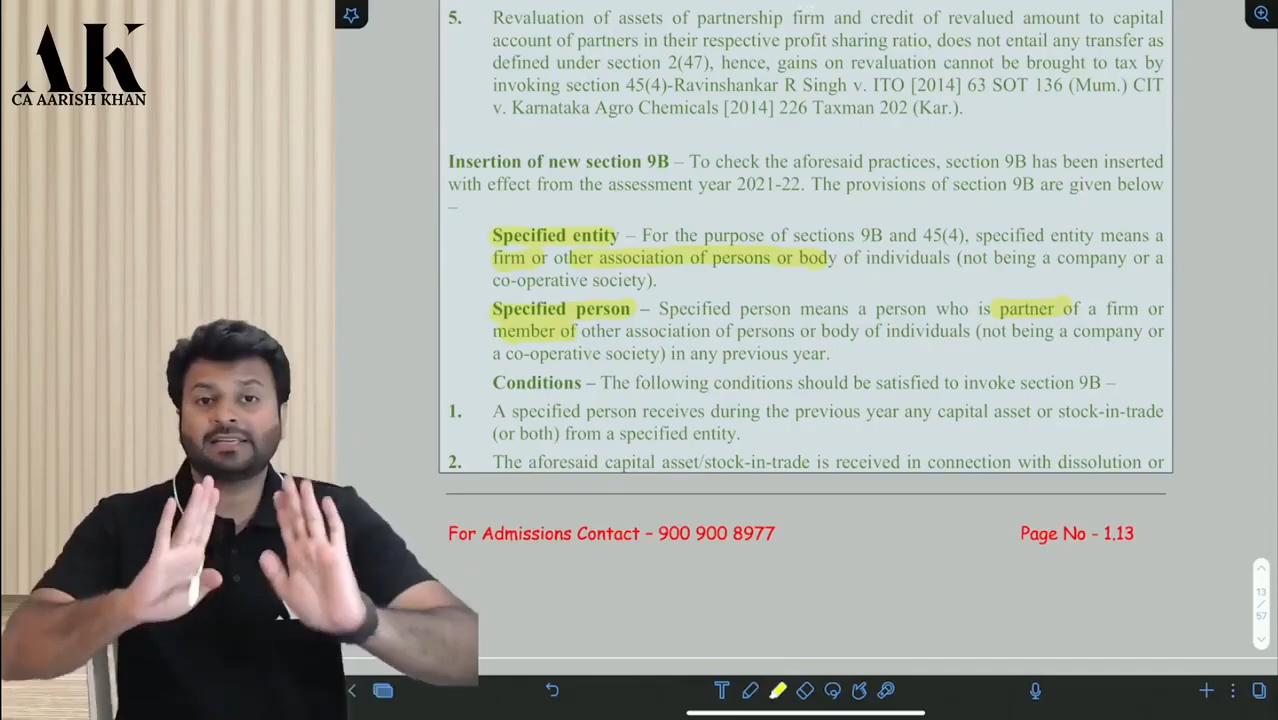 AK
CA AARISH KHAN
5. Revaluation of assets of partnership firm and credit of revalued amount to capital
account of partners in their respective profit sharing ratio, does not entail any transfer as
defined under section 2(47), hence, gains on revaluation cannot be brought to tax by
invoking section 45(4)-Ravinshankar R Singh v. ITO [2014] 63 SOT 136 (Mum.) CIT
v. Karnataka Agro Chemicals [2014] 226 Taxman 202 (Kar.).
Insertion of new section 9B – To check the aforesaid practices, section 9B has been inserted
with effect from the assessment year 2021-22. The provisions of section 9B are given below
–
Specified entity – For the purpose of sections 9B and 45(4), specified entity means a
firm or other association of persons or body of individuals (not being a company or a
co-operative society).
Specified person – Specified person means a person who is partner of a firm or
member of other association of persons or body of individuals (not being a company or
a co-operative society) in any previous year.
Conditions – The following conditions should be satisfied to invoke section 9B –
1. A specified person receives during the previous year any capital asset or stock-in-trade
(or both) from a specified entity.
2. The aforesaid capital asset/stock-in-trade is received in connection with dissolution or
For Admissions Contact – 900 900 8977 Page No - 1.13
13
/
57
T